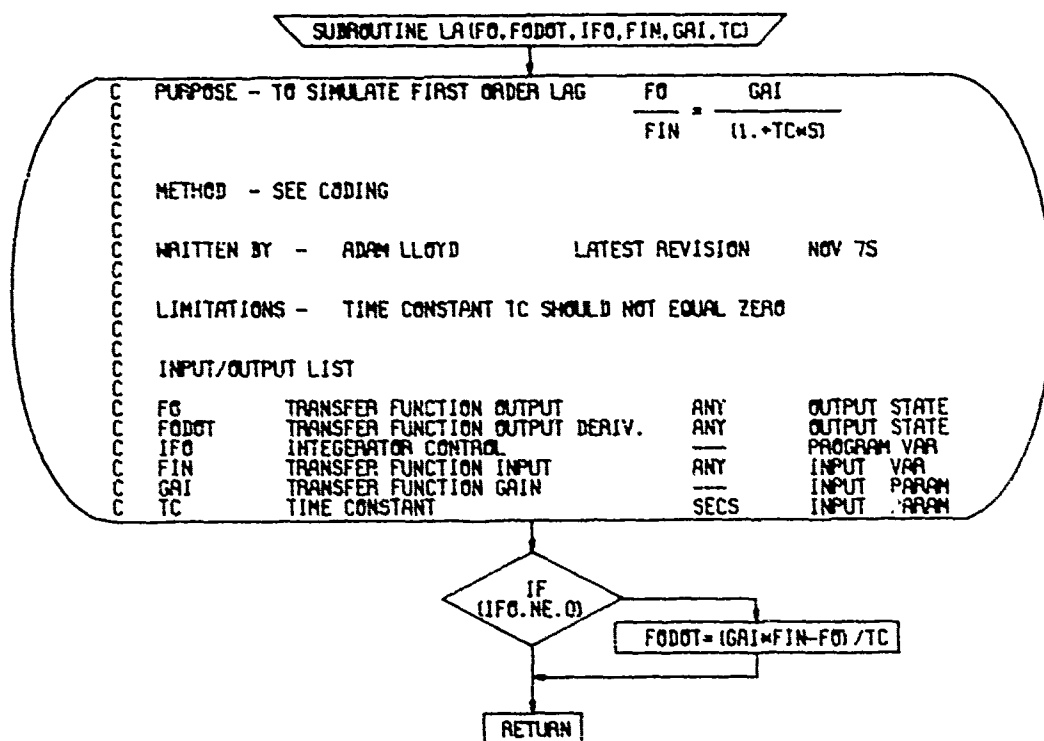 SUBROUTINE LA(FO,FODOT,IFO,FIN,GAI,TC)
C PURPOSE - TO SIMULATE FIRST ORDER LAG FO GAI
C =
C FIN (1.+TC*S)
C
C
C
C METHOD - SEE CODING
C
C
C WRITTEN BY - ADAM LLOYD LATEST REVISION NOV 75
C
C
C LIMITATIONS - TIME CONSTANT TC SHOULD NOT EQUAL ZERO
C
C
C INPUT/OUTPUT LIST
C
C FO TRANSFER FUNCTION OUTPUT ANY OUTPUT STATE
C FODOT TRANSFER FUNCTION OUTPUT DERIV. ANY OUTPUT STATE
C IFO INTEGERATOR CONTROL --- PROGRAM VAR
C FIN TRANSFER FUNCTION INPUT ANY INPUT VAR
C GAI TRANSFER FUNCTION GAIN --- INPUT PARAM
C TC TIME CONSTANT SECS INPUT
IF
(IFO.NE.0)
FODOT=(GAI*FIN-FO)/TC
RETURN